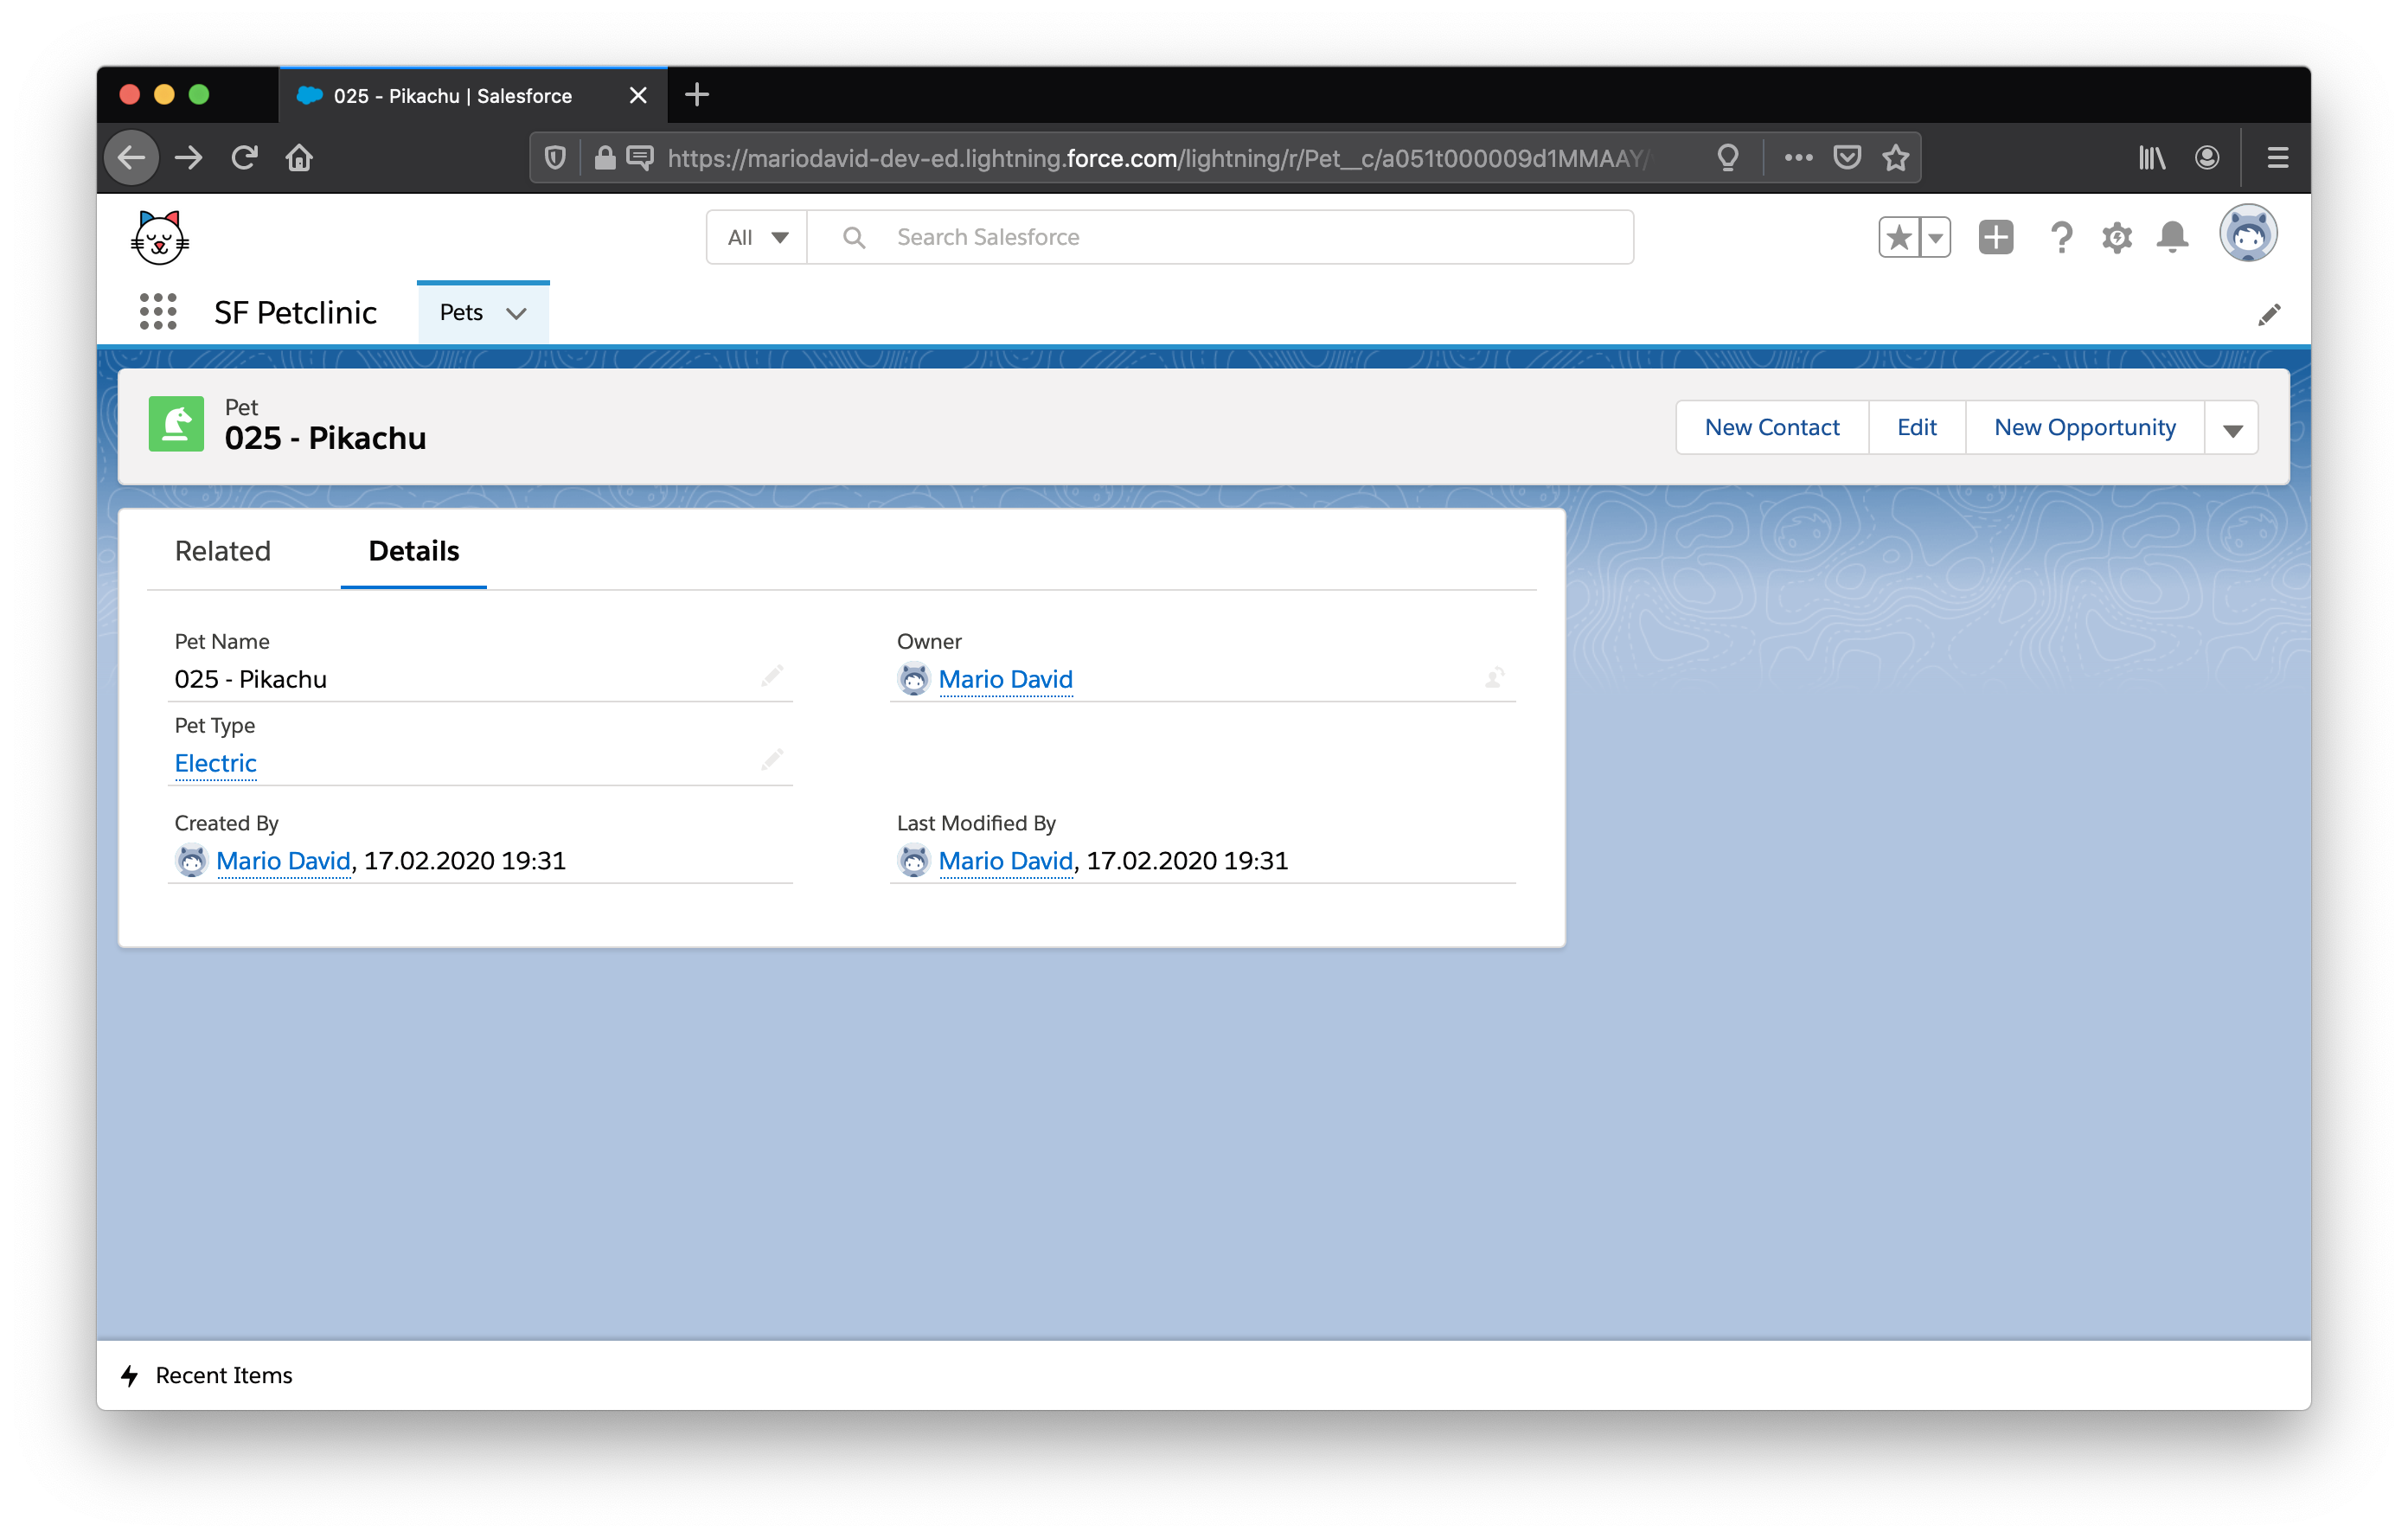 025 - Pikachu | Salesforce
https://mariodavid-dev-ed.lightning.force.com/lightning/r/Pet__c/a051t000009d1MMAAY/
All
Search Salesforce
SF Petclinic
Pets
Pet
025 - Pikachu
New Contact
Edit
New Opportunity
Related
Details
Pet Name
025 - Pikachu
Owner
Mario David
Pet Type
Electric
Created By
Mario David, 17.02.2020 19:31
Last Modified By
Mario David, 17.02.2020 19:31
Recent Items